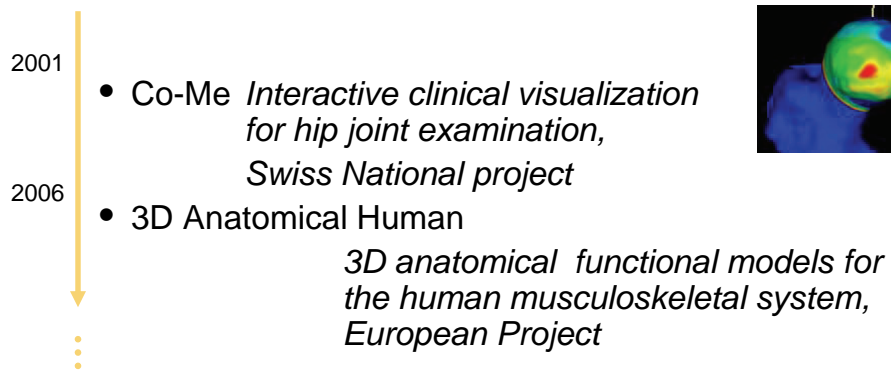 2001
• Co-Me Interactive clinical visualization
for hip joint examination,
Swiss National project
2006
• 3D Anatomical Human
3D anatomical functional models for
the human musculoskeletal system,
European Project